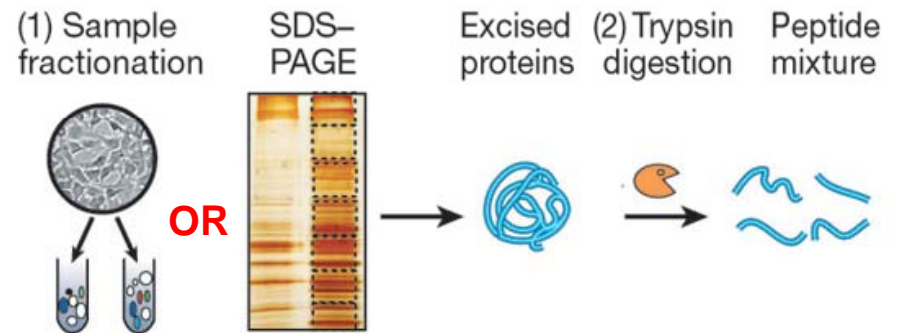 (1) Sample
fractionation
SDS–
PAGE
Excised
proteins
(2) Trypsin
digestion
Peptide
mixture
OR